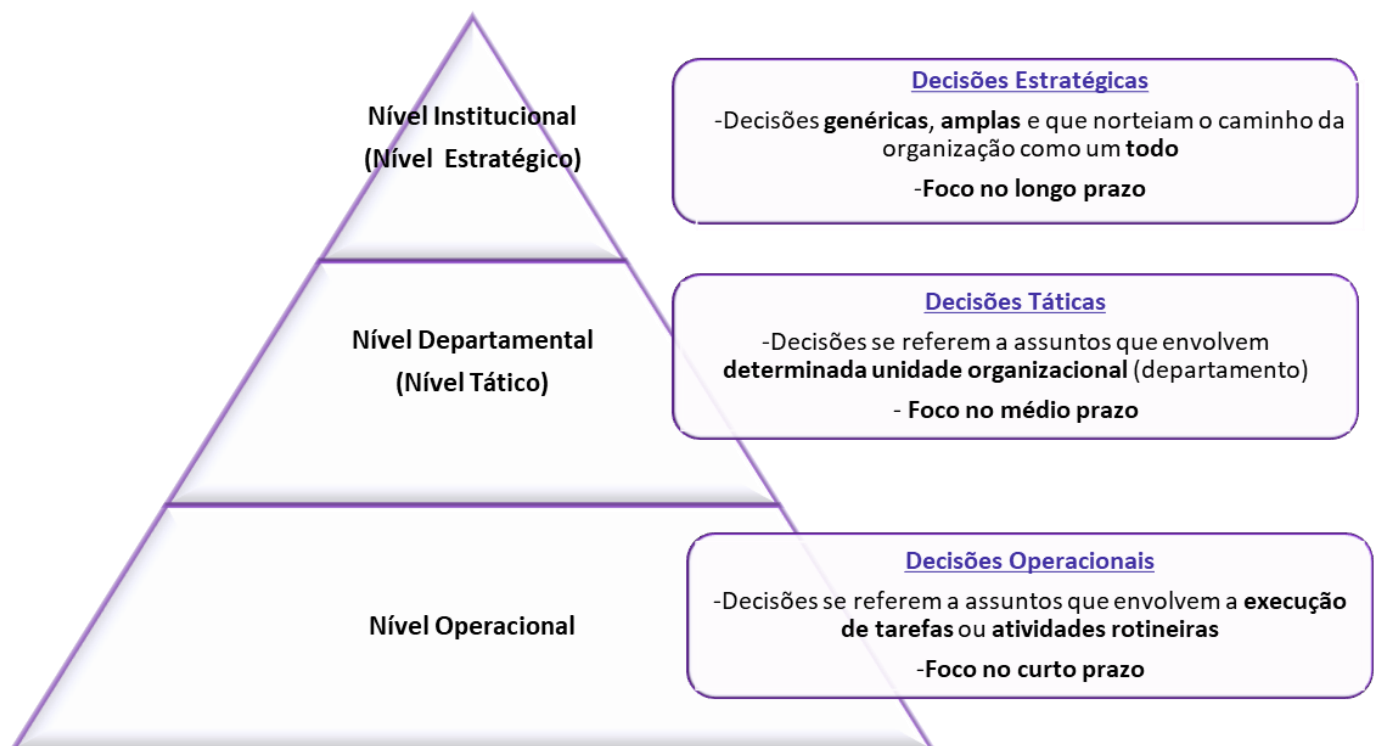 Nível Institucional
(Nível Estratégico)
Decisões Estratégicas
-Decisões genéricas, amplas e que norteiam o caminho da
organização como um todo
-Foco no longo prazo
Nível Departamental
(Nível Tático)
Decisões Táticas
-Decisões se referem a assuntos que envolvem
determinada unidade organizacional (departamento)
- Foco no médio prazo
Nível Operacional
Decisões Operacionais
-Decisões se referem a assuntos que envolvem a execução
de tarefas ou atividades rotineiras
-Foco no curto prazo